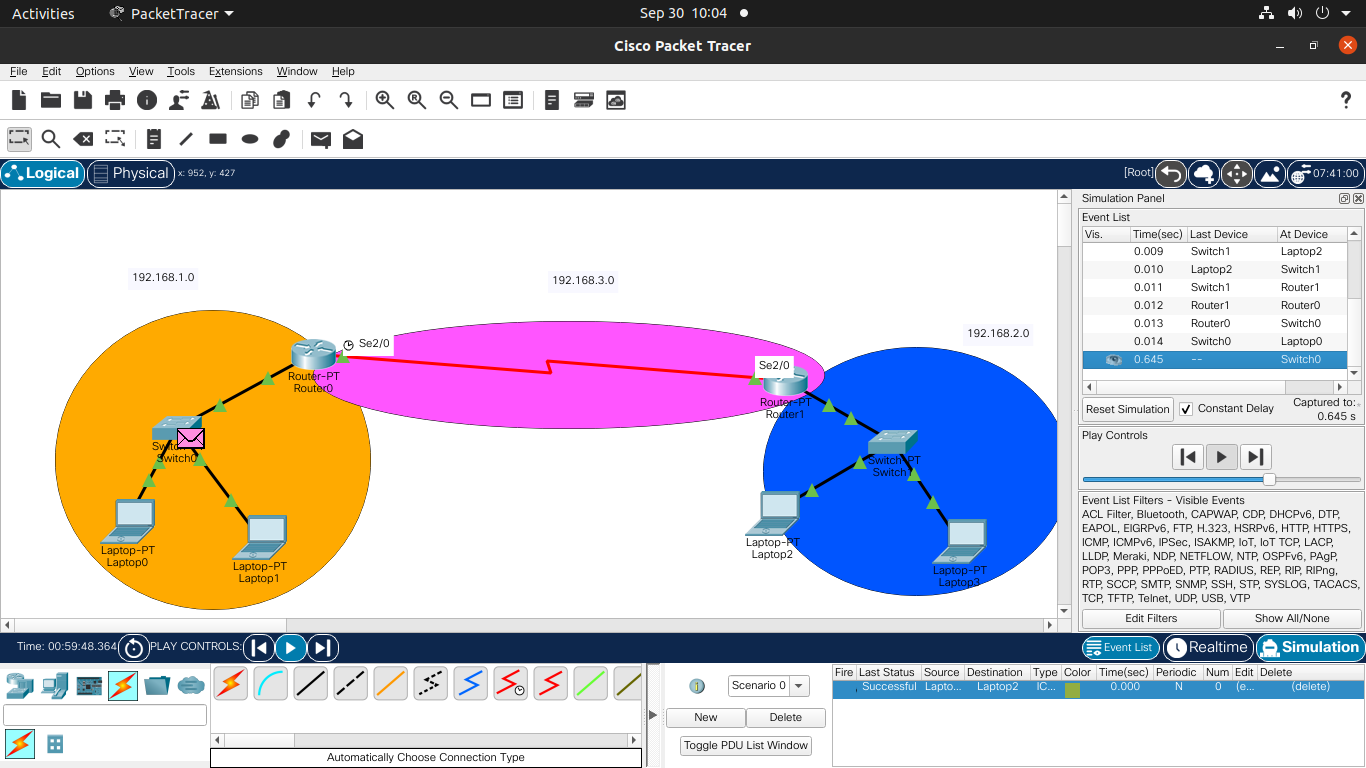 Activities PacketTracer Sep 30 10:04
Cisco Packet Tracer
File Edit Options View Tools Extensions Window Help
Logical Physical x: 952, y: 427 [Root] 07:41:00
Simulation Panel
Event List
Vis. Time(sec) Last Device At Device
0.009 Switch1 Laptop2
0.010 Laptop2 Switch1
0.011 Switch1 Router1
0.012 Router1 Router0
0.013 Router0 Switch0
0.014 Switch0 Laptop0
0.645 -- Switch0
Reset Simulation Constant Delay Captured to:
0.645 s
Play Controls
Event List Filters - Visible Events
ACL Filter, Bluetooth, CAPWAP, CDP, DHCPv6, DTP,
EAPOL, EIGRPv6, FTP, H.323, HSRPv6, HTTP, HTTPS,
ICMP, ICMPv6, IPSec, ISAKMP, IoT, IoT TCP, LACP,
LLDP, Meraki, NDP, NETFLOW, NTP, OSPFv6, PAgP,
POP3, PPP, PPPoED, PTP, RADIUS, REP, RIP, RIPng,
RTP, SCCP, SMTP, SNMP, SSH, STP, SYSLOG, TACACS,
TCP, TFTP, Telnet, UDP, USB, VTP
Edit Filters Show All/None
192.168.1.0
192.168.3.0
192.168.2.0
Se2/0
Router-PT
Router0
Se2/0
Router-PT
Router1
Switch0
Switch-PT
Laptop-PT
Laptop0
Laptop-PT
Laptop1
Laptop-PT
Laptop2
Laptop-PT
Laptop3
Time: 00:59:48.364 PLAY CONTROLS: Event List Realtime Simulation
Scenario 0
New Delete
Toggle PDU List Window
Fire Last Status Source Destination Type Color Time(sec) Periodic Num Edit Delete
Successful Lapto... Laptop2 IC... 0.000 N 0 (e... (delete)
Automatically Choose Connection Type